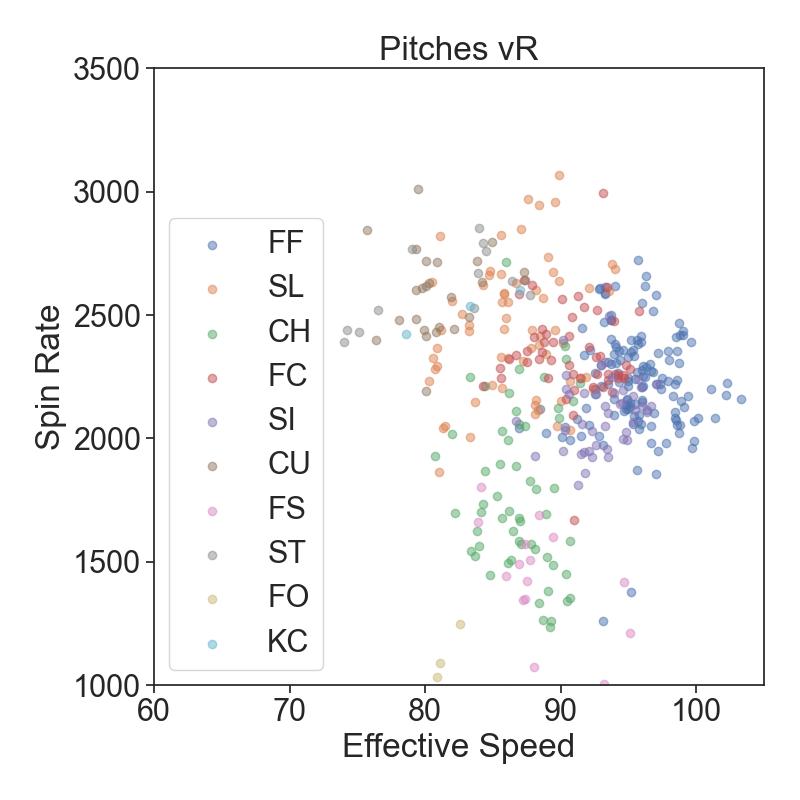 Pitches vR
3500
3000
2500
2000
1500
1000
Spin Rate
FF
SL
CH
FC
SI
CU
FS
ST
FO
KC
60
70
80
90
100
Effective Speed